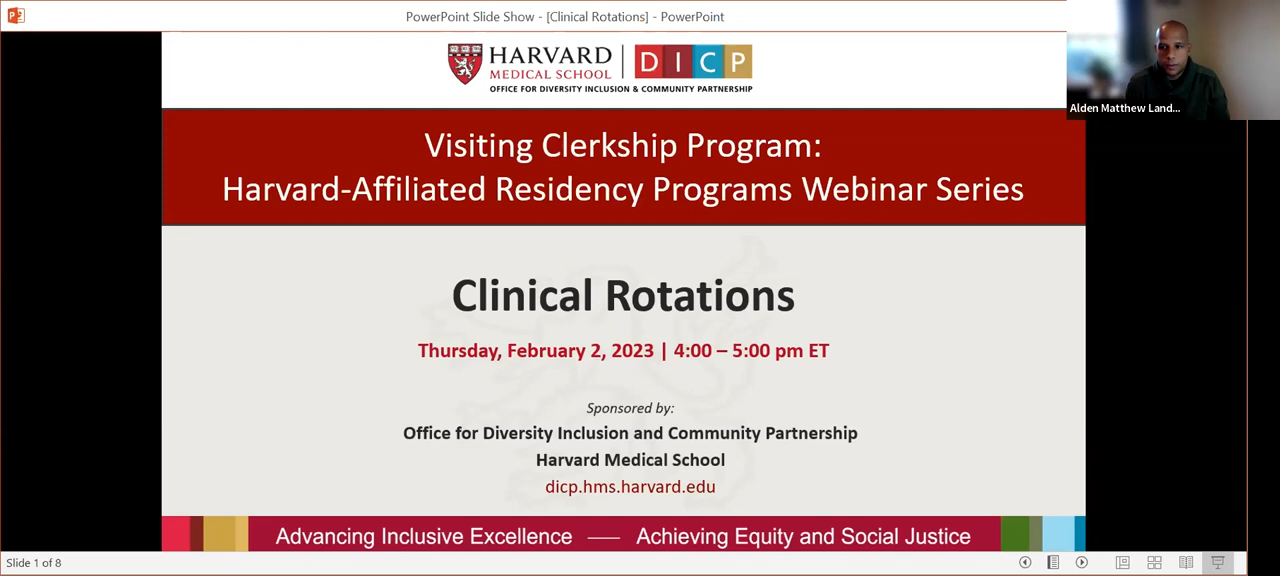 PowerPoint Slide Show - [Clinical Rotations] - PowerPoint
HARVARD
MEDICAL SCHOOL
DICP
OFFICE FOR DIVERSITY INCLUSION & COMMUNITY PARTNERSHIP
Alden Matthew Land...
Visiting Clerkship Program:
Harvard-Affiliated Residency Programs Webinar Series
Clinical Rotations
Thursday, February 2, 2023 | 4:00 – 5:00 pm ET
Sponsored by:
Office for Diversity Inclusion and Community Partnership
Harvard Medical School
dicp.hms.harvard.edu
Advancing Inclusive Excellence — Achieving Equity and Social Justice
Slide 1 of 8